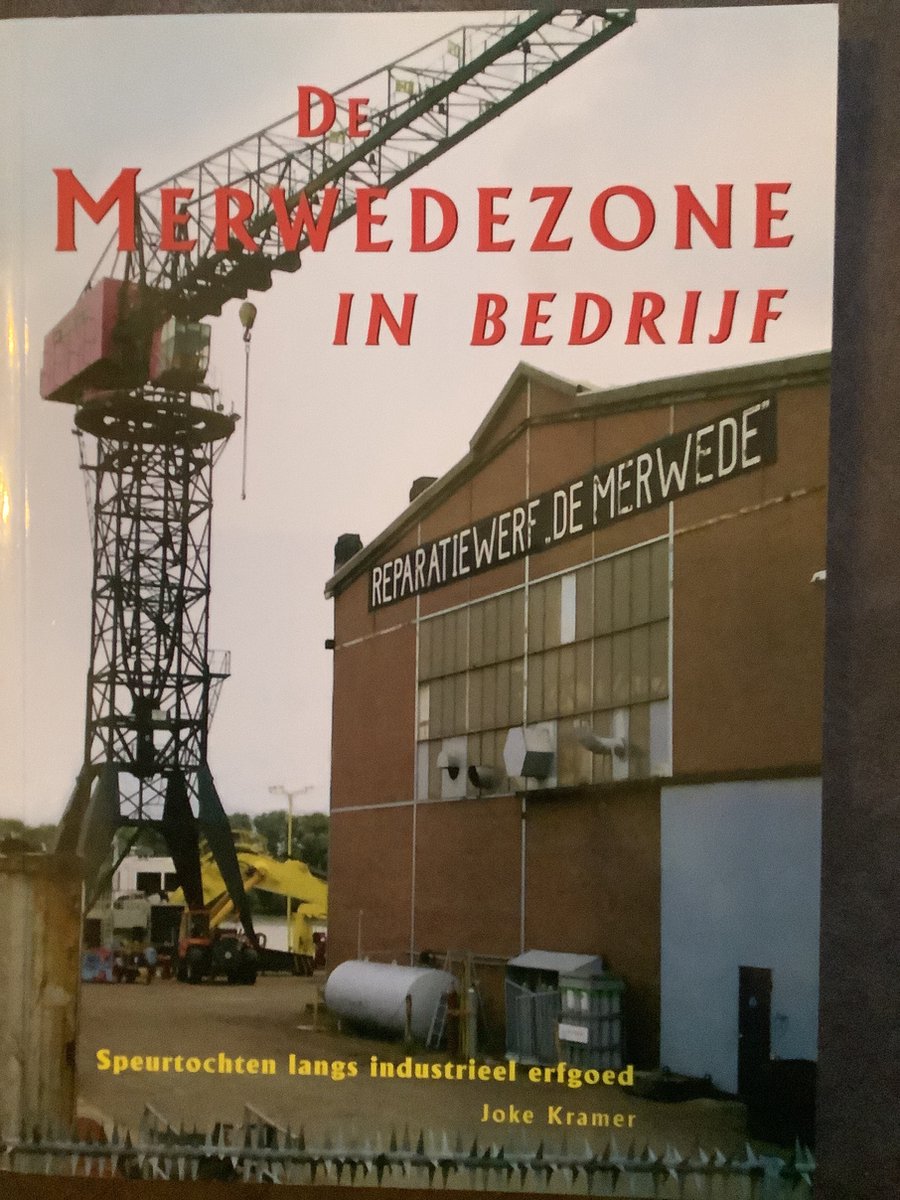 De
Merwedezone
in bedrijf
REPARATIEWERF „DE MERWEDE”
Speurtochten langs industrieel erfgoed
Joke Kramer